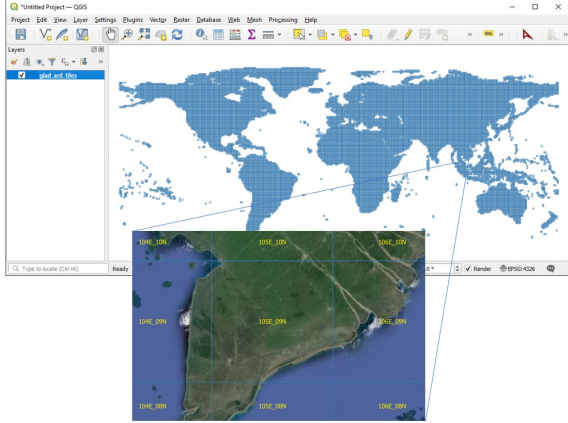 *Untitled Project — QGIS
Project Edit View Layer Settings Plugins Vector Raster Database Web Mesh Processing Help
Layers
glad_ard_tiles
104E_10N 105E_10N 106E_10N
Type to locate (Ctrl+K) Ready .0 ° Render EPSG:4326
104E_09N 105E_09N 106E_09N
104E_08N 105E_08N 106E_08N